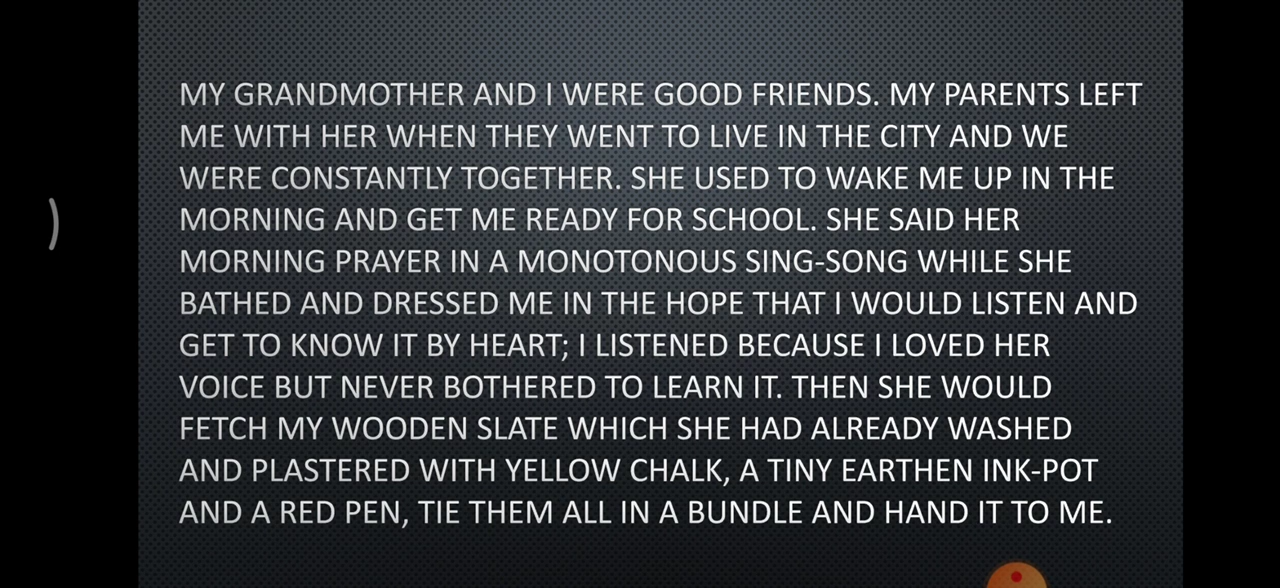 MY GRANDMOTHER AND I WERE GOOD FRIENDS. MY PARENTS LEFT
ME WITH HER WHEN THEY WENT TO LIVE IN THE CITY AND WE
WERE CONSTANTLY TOGETHER. SHE USED TO WAKE ME UP IN THE
MORNING AND GET ME READY FOR SCHOOL. SHE SAID HER
MORNING PRAYER IN A MONOTONOUS SING-SONG WHILE SHE
BATHED AND DRESSED ME IN THE HOPE THAT I WOULD LISTEN AND
GET TO KNOW IT BY HEART; I LISTENED BECAUSE I LOVED HER
VOICE BUT NEVER BOTHERED TO LEARN IT. THEN SHE WOULD
FETCH MY WOODEN SLATE WHICH SHE HAD ALREADY WASHED
AND PLASTERED WITH YELLOW CHALK, A TINY EARTHEN INK-POT
AND A RED PEN, TIE THEM ALL IN A BUNDLE AND HAND IT TO ME.